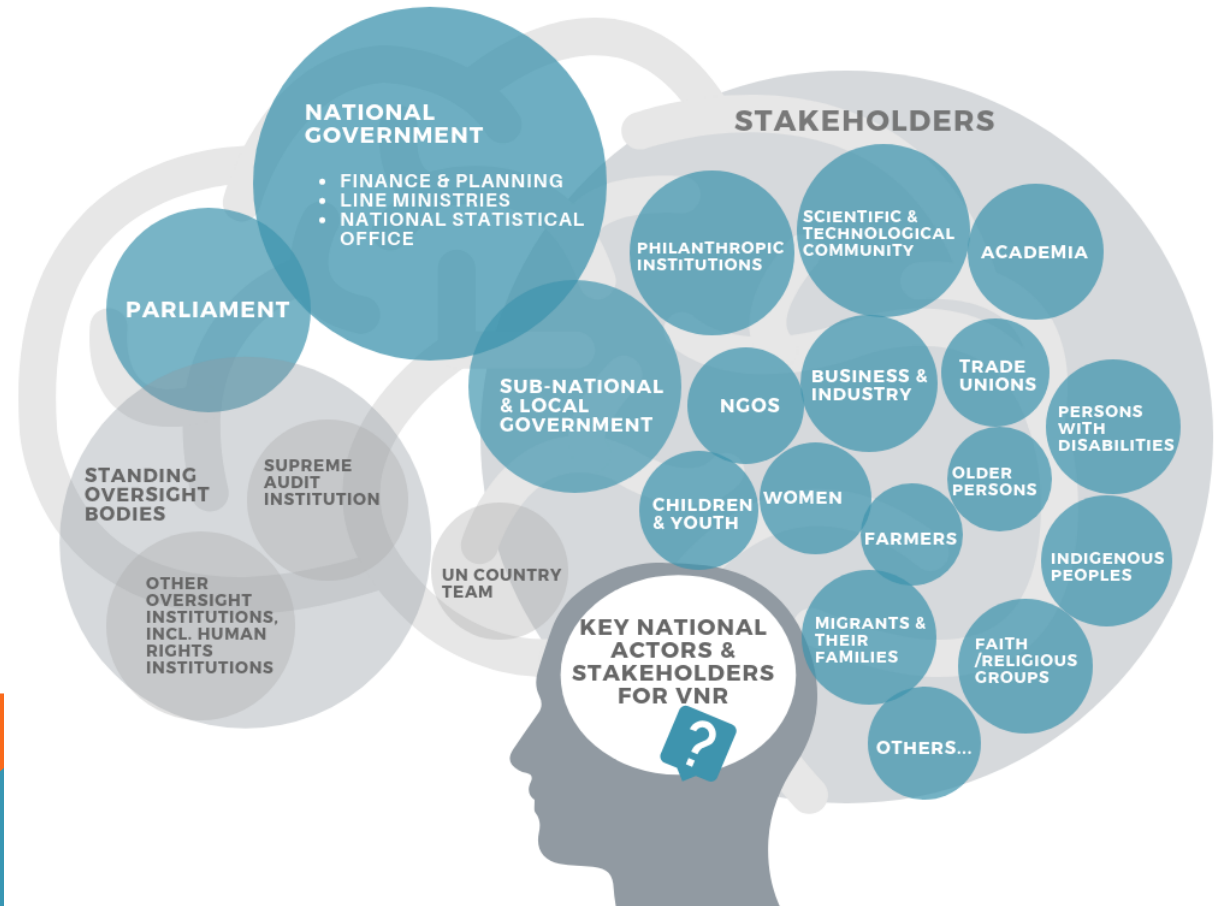 NATIONAL
GOVERNMENT
• FINANCE & PLANNING
• LINE MINISTRIES
• NATIONAL STATISTICAL
OFFICE
PARLIAMENT
STANDING
OVERSIGHT
BODIES
SUPREME
AUDIT
INSTITUTION
OTHER
OVERSIGHT
INSTITUTIONS,
INCL. HUMAN
RIGHTS
INSTITUTIONS
SUB-NATIONAL
& LOCAL
GOVERNMENT
UN COUNTRY
TEAM
STAKEHOLDERS
PHILANTHROPIC
INSTITUTIONS
SCIENTIFIC &
TECHNOLOGICAL
COMMUNITY
ACADEMIA
NGOS
BUSINESS &
INDUSTRY
TRADE
UNIONS
PERSONS
WITH
DISABILITIES
CHILDREN
& YOUTH
WOMEN
FARMERS
OLDER
PERSONS
INDIGENOUS
PEOPLES
MIGRANTS &
THEIR
FAMILIES
FAITH
/RELIGIOUS
GROUPS
OTHERS...
KEY NATIONAL
ACTORS &
STAKEHOLDERS
FOR VNR
?